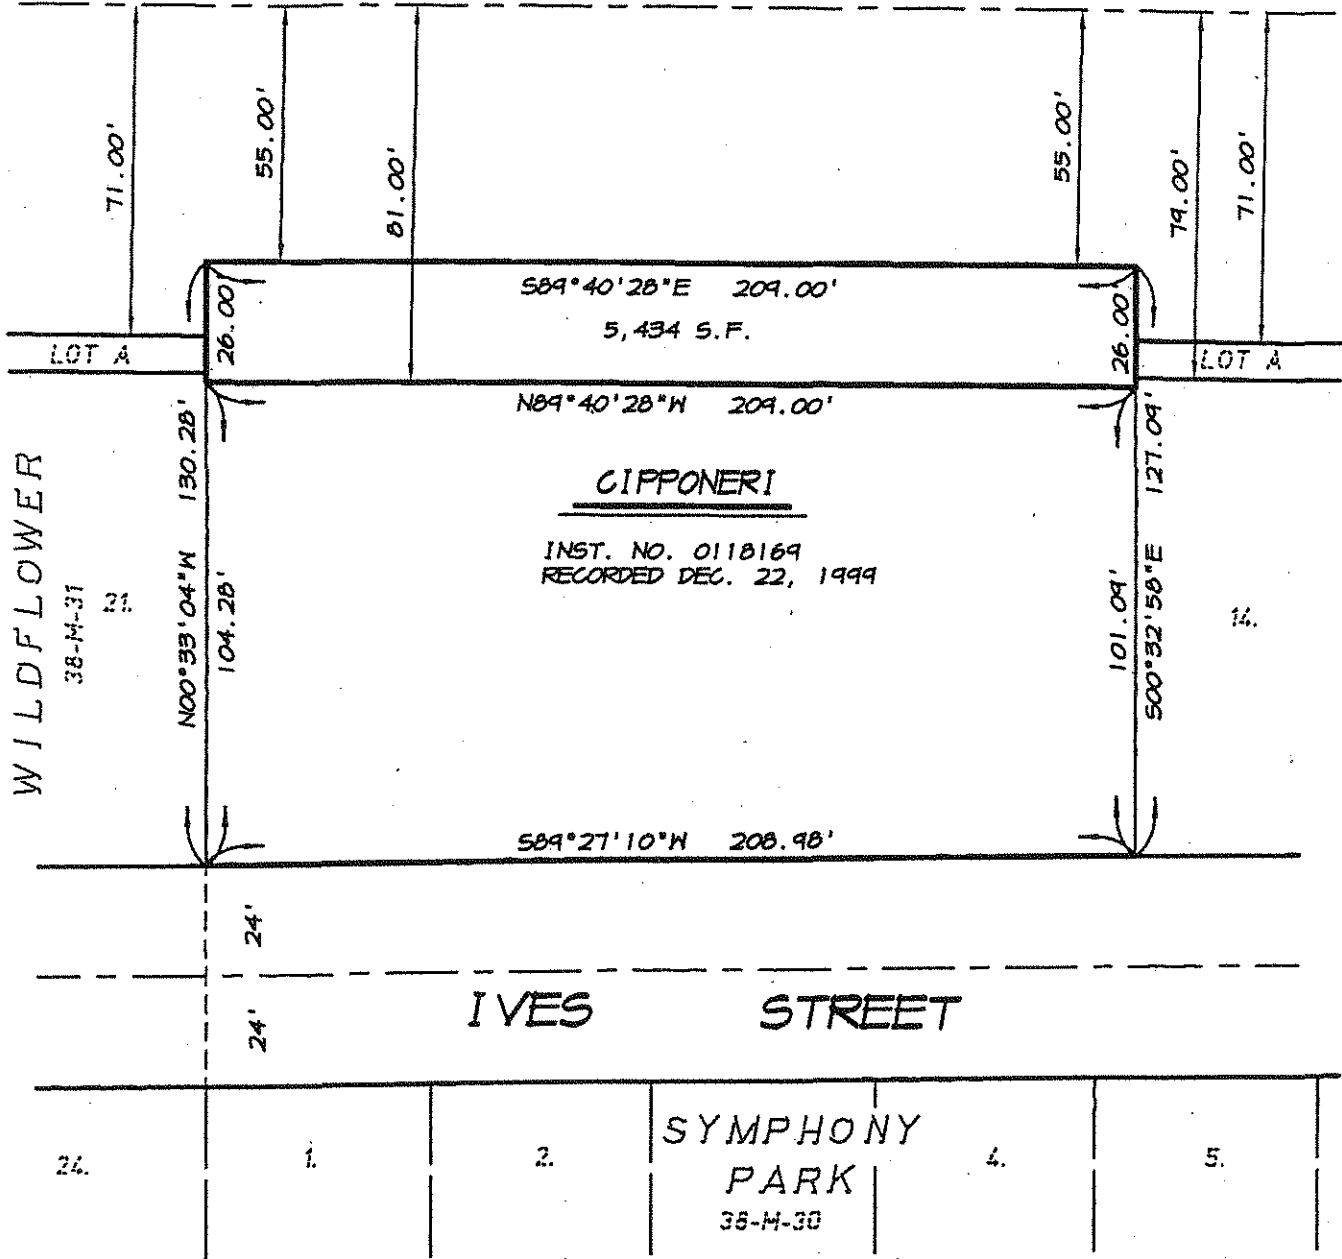 71.00'
55.00'
81.00'
55.00'
79.00'
71.00'
S89°40'28"E 209.00'
5,434 S.F.
26.00'
26.00'
LOT A
LOT A
N89°40'28"W 209.00'
CIPPONERI
INST. NO. 0118169
RECORDED DEC. 22, 1999
WILDFLOWER
38-M-31
21.
N00°33'04"W 130.28'
104.28'
101.09'
S00°32'58"E 127.09'
14.
S89°27'10"W 208.98'
24'
24'
IVES STREET
24.
1.
2.
SYMPHONY
PARK
38-M-30
4.
5.